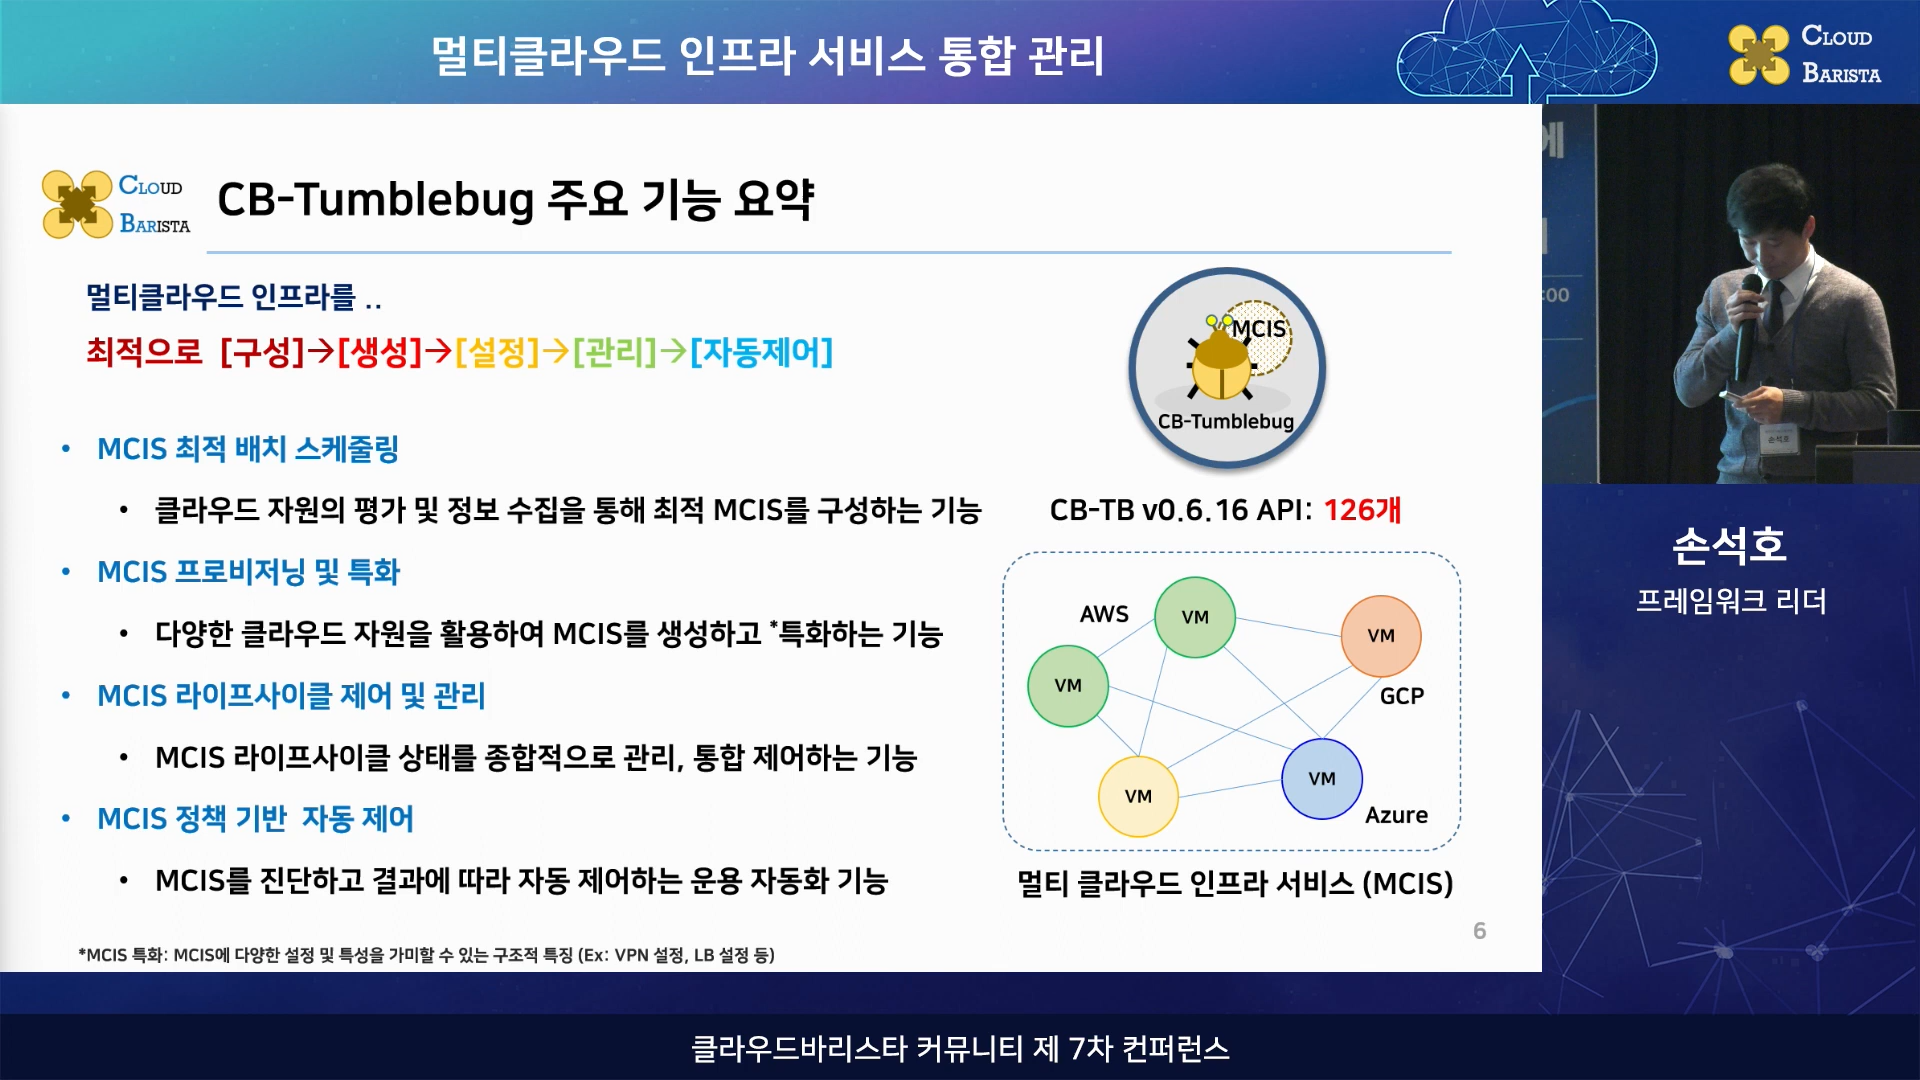 멀티클라우드 인프라 서비스 통합 관리
CLOUD
BARISTA
CLOUD
BARISTA
CB-Tumblebug 주요 기능 요약
멀티클라우드 인프라를 ..
최적으로 [구성]→[생성]→[설정]→[관리]→[자동제어]
• MCIS 최적 배치 스케줄링
• 클라우드 자원의 평가 및 정보 수집을 통해 최적 MCIS를 구성하는 기능
• MCIS 프로비저닝 및 특화
• 다양한 클라우드 자원을 활용하여 MCIS를 생성하고 *특화하는 기능
• MCIS 라이프사이클 제어 및 관리
• MCIS 라이프사이클 상태를 종합적으로 관리, 통합 제어하는 기능
• MCIS 정책 기반 자동 제어
• MCIS를 진단하고 결과에 따라 자동 제어하는 운용 자동화 기능
*MCIS 특화: MCIS에 다양한 설정 및 특성을 가미할 수 있는 구조적 특징 (Ex: VPN 설정, LB 설정 등)
MCIS
CB-Tumblebug
CB-TB v0.6.16 API: 126개
AWS
VM
VM
VM
GCP
VM
VM
Azure
멀티 클라우드 인프라 서비스 (MCIS)
6
에
:00
손석호
손석호
프레임워크 리더
클라우드바리스타 커뮤니티 제 7차 컨퍼런스